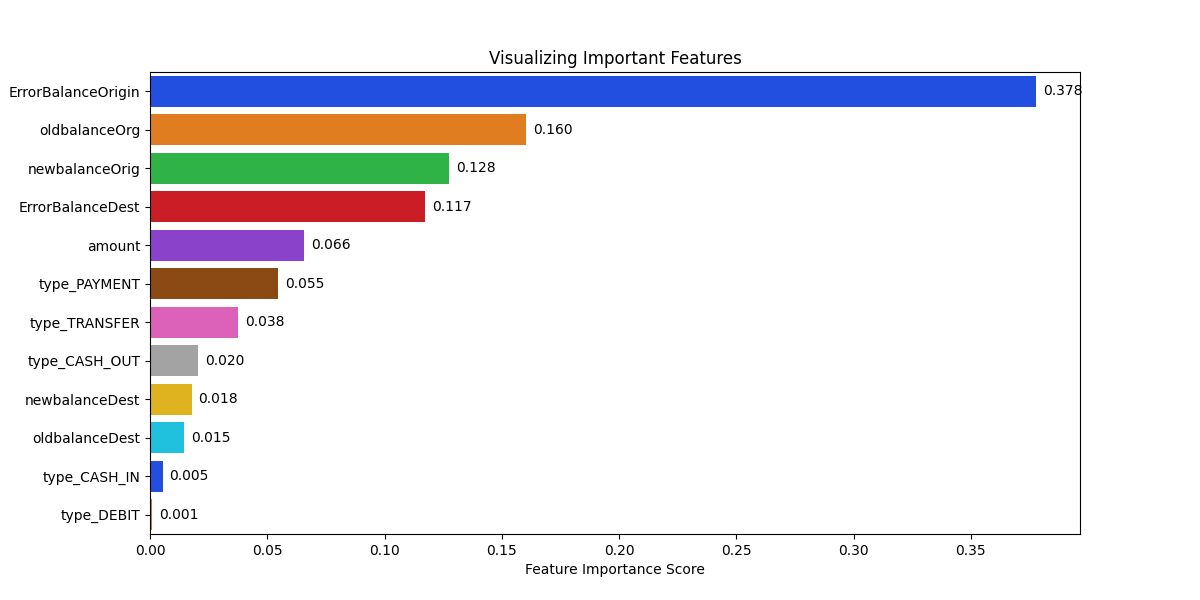 Visualizing Important Features
ErrorBalanceOrigin 0.378
oldbalanceOrg 0.160
newbalanceOrig 0.128
ErrorBalanceDest 0.117
amount 0.066
type_PAYMENT 0.055
type_TRANSFER 0.038
type_CASH_OUT 0.020
newbalanceDest 0.018
oldbalanceDest 0.015
type_CASH_IN 0.005
type_DEBIT 0.001
0.00 0.05 0.10 0.15 0.20 0.25 0.30 0.35
Feature Importance Score